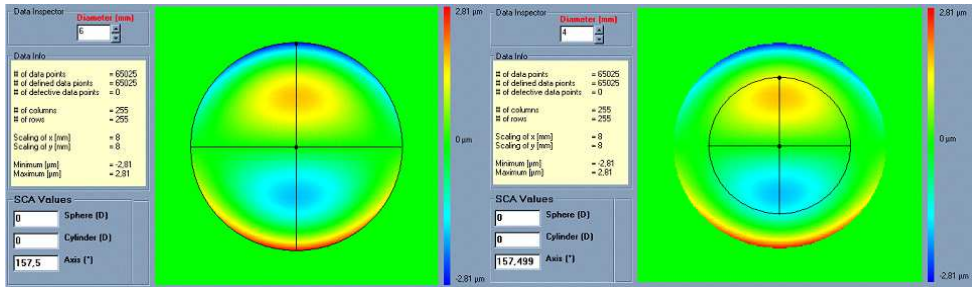 Data Inspector
Diameter (mm)
6
Data Info
# of data points = 65025
# of defined data pionts = 65025
# of defective data points = 0
# of columns = 255
# of rows = 255
Scaling of x [mm] = 8
Scaling of y [mm] = 8
Minimum [µm] = -2,81
Maximum [µm] = 2,81
SCA Values
0 Sphere (D)
0 Cylinder (D)
157,5 Axis (°)
2,81 µm
0 µm
-2,81 µm
Data Inspector
Diameter (mm)
4
Data Info
# of data points = 65025
# of defined data pionts = 65025
# of defective data points = 0
# of columns = 255
# of rows = 255
Scaling of x [mm] = 8
Scaling of y [mm] = 8
Minimum [µm] = -2,81
Maximum [µm] = 2,81
SCA Values
0 Sphere (D)
0 Cylinder (D)
157,499 Axis (°)
2,81 µm
0 µm
-2,81 µm